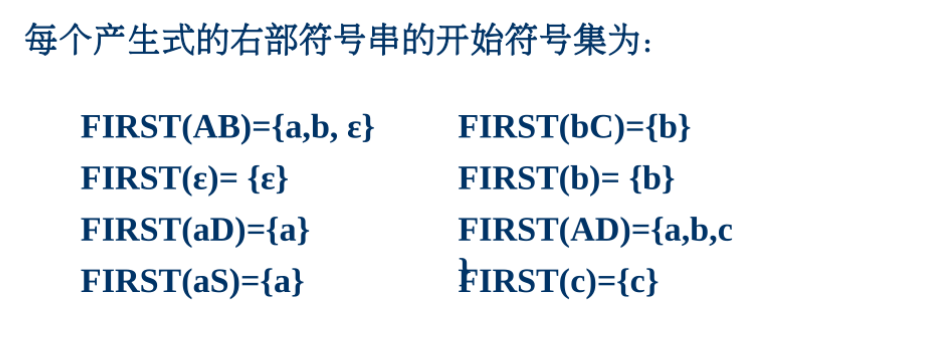 每个产生式的右部符号串的开始符号集为：
FIRST(AB)={a,b, ε}
FIRST(ε)= {ε}
FIRST(aD)={a}
FIRST(aS)={a}
FIRST(bC)={b}
FIRST(b)= {b}
FIRST(AD)={a,b,c
}
FIRST(c)={c}